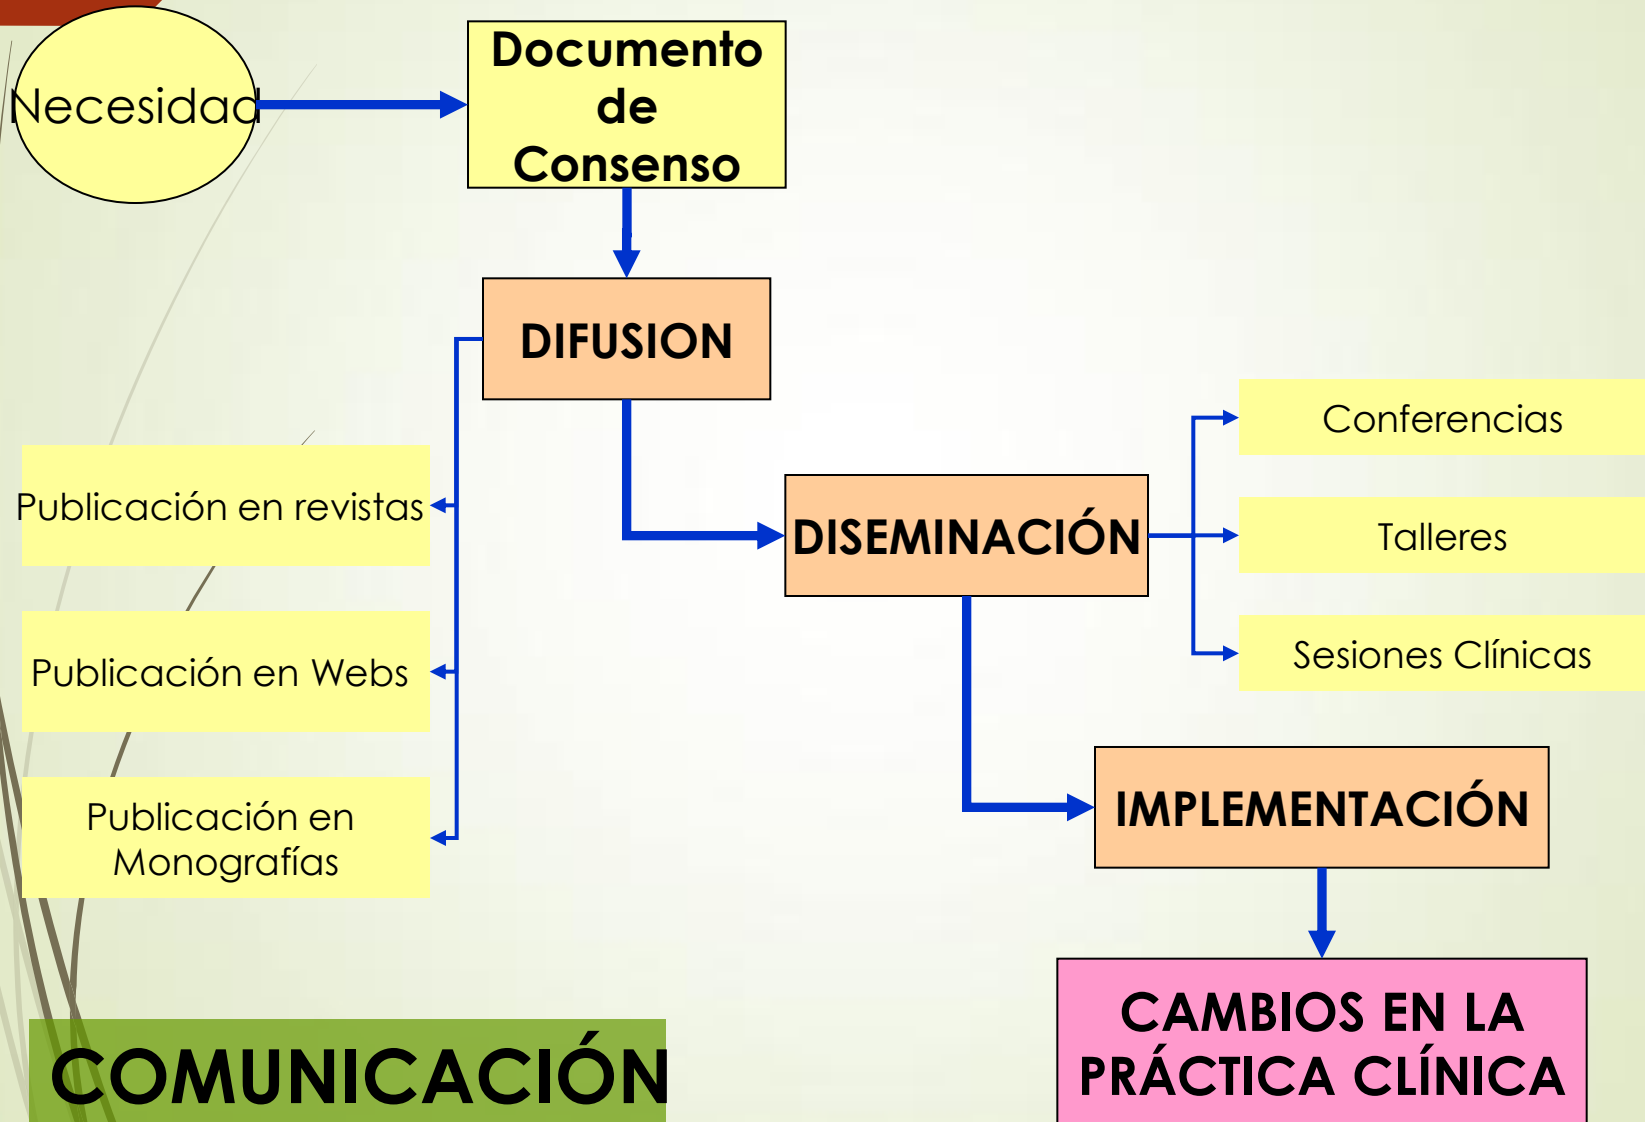 Necesidad
Documento
de
Consenso
DIFUSION
Conferencias
Publicación en revistas
DISEMINACIÓN
Talleres
Publicación en Webs
Sesiones Clínicas
Publicación en
Monografías
IMPLEMENTACIÓN
CAMBIOS EN LA
PRÁCTICA CLÍNICA
COMUNICACIÓN